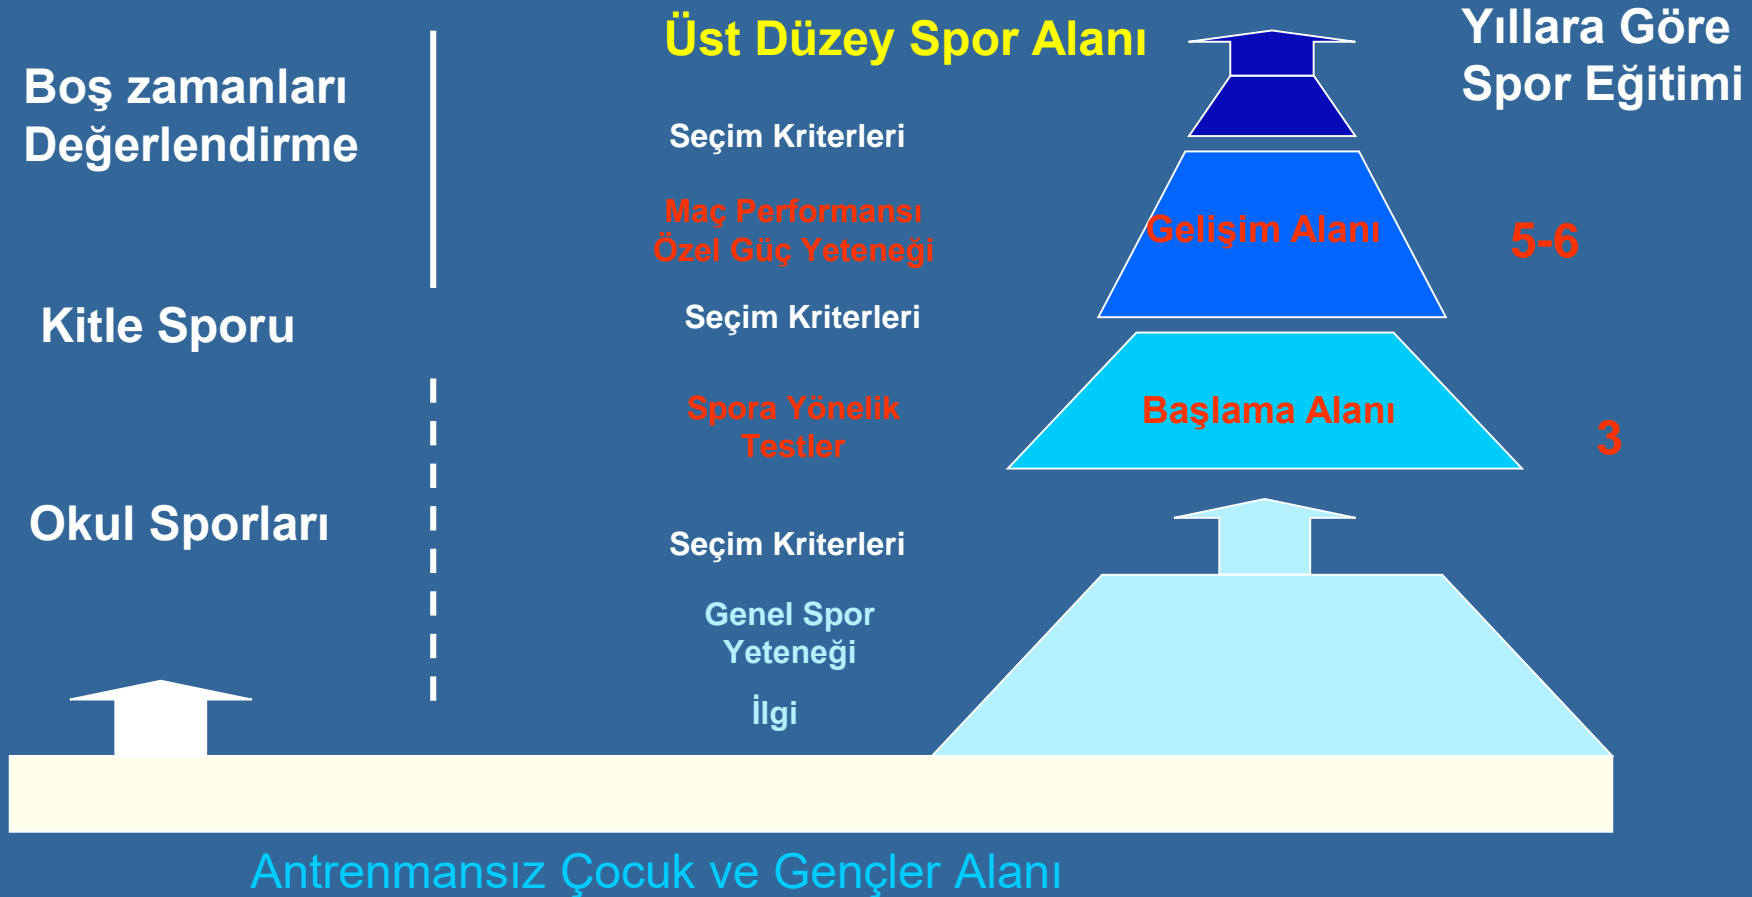 Boş zamanları
Değerlendirme
Kitle Sporu
Okul Sporları
Üst Düzey Spor Alanı
Seçim Kriterleri
Maç Performansı
Özel Güç Yeteneği
Seçim Kriterleri
Spora Yönelik
Testler
Seçim Kriterleri
Genel Spor
Yeteneği
İlgi
Gelişim Alanı
Başlama Alanı
Yıllara Göre
Spor Eğitimi
5-6
3
Antrenmansız Çocuk ve Gençler Alanı